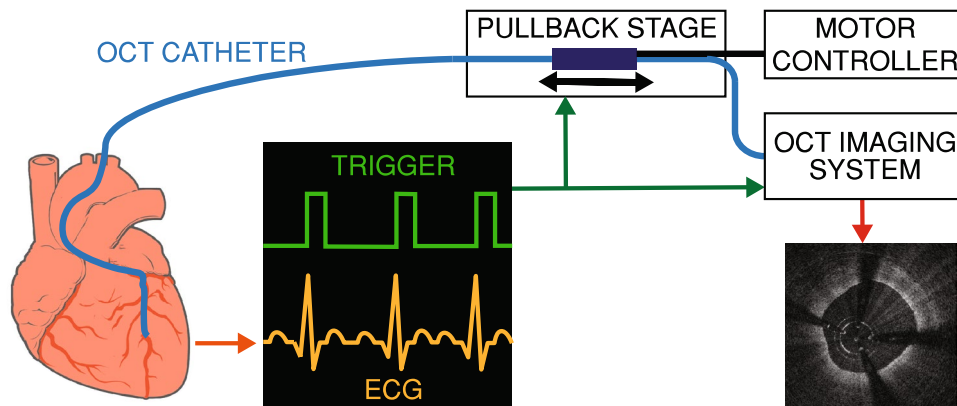 PULLBACK STAGE
MOTOR
CONTROLLER
OCT CATHETER
OCT IMAGING
SYSTEM
TRIGGER
ECG